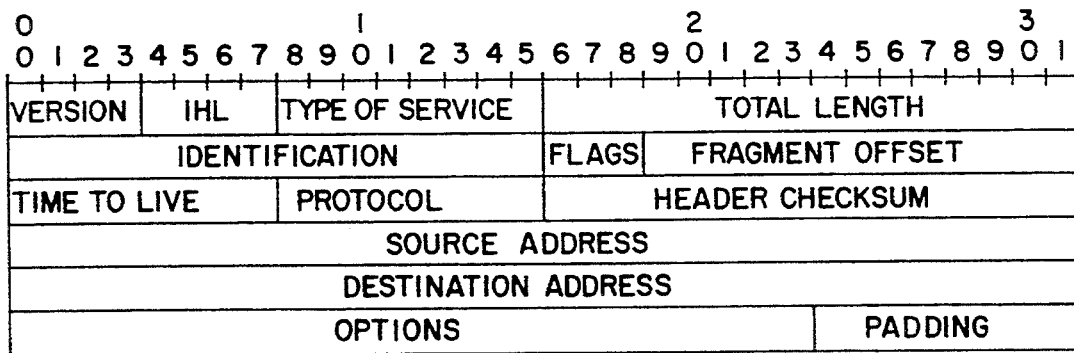 0 1 2 3
0 1 2 3 4 5 6 7 8 9 0 1 2 3 4 5 6 7 8 9 0 1 2 3 4 5 6 7 8 9 0 1
VERSION IHL TYPE OF SERVICE TOTAL LENGTH
IDENTIFICATION FLAGS FRAGMENT OFFSET
TIME TO LIVE PROTOCOL HEADER CHECKSUM
SOURCE ADDRESS
DESTINATION ADDRESS
OPTIONS PADDING